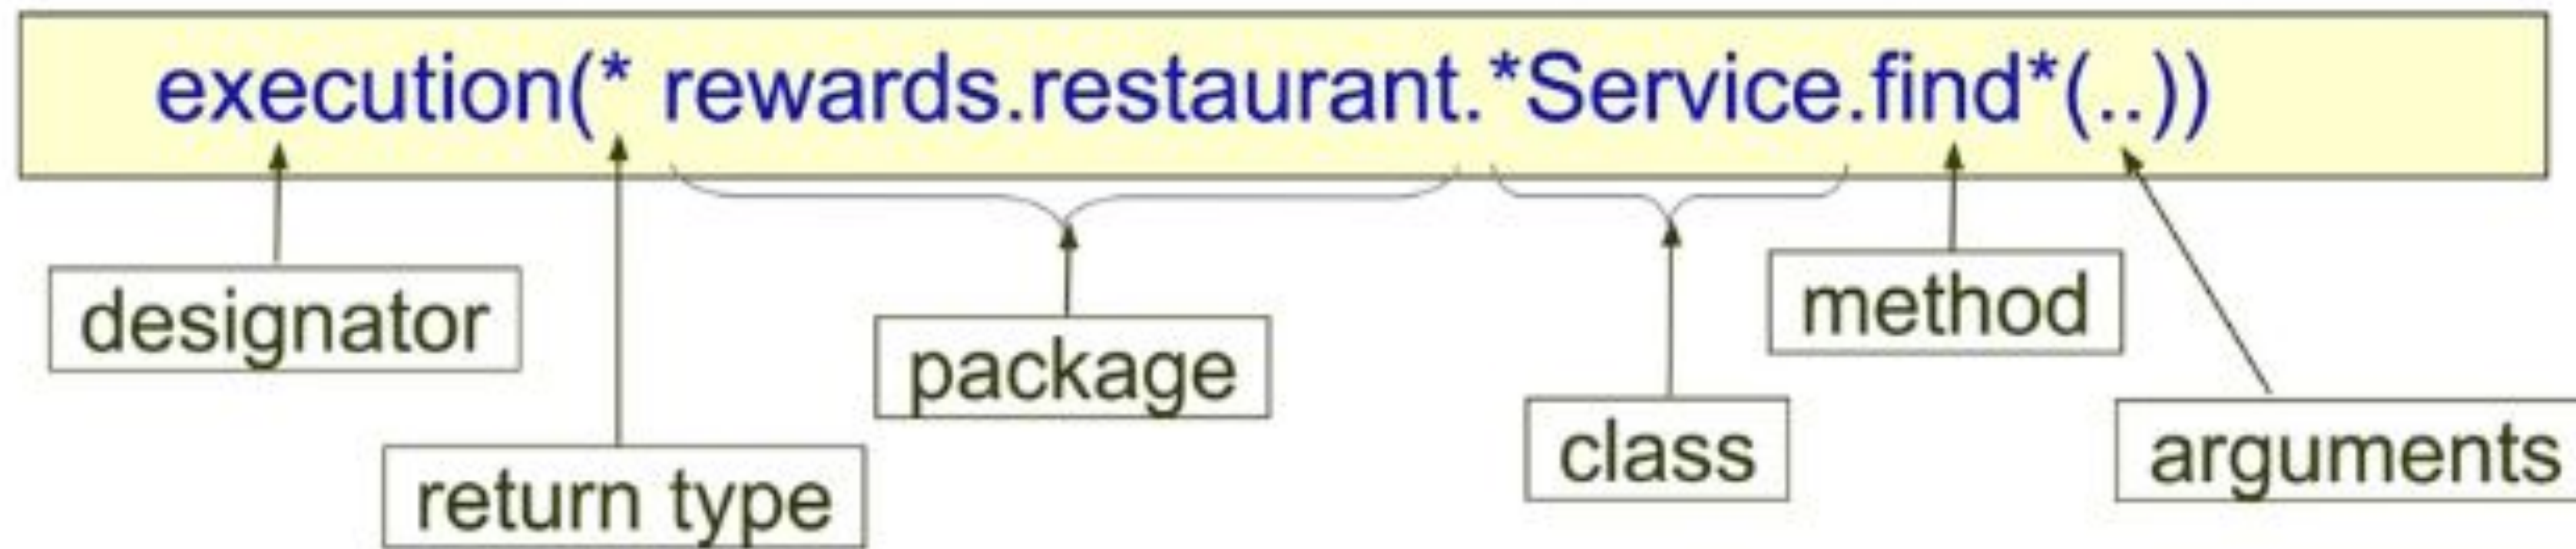 execution(* rewards.restaurant.*Service.find*(..))
designator
return type
package
class
method
arguments